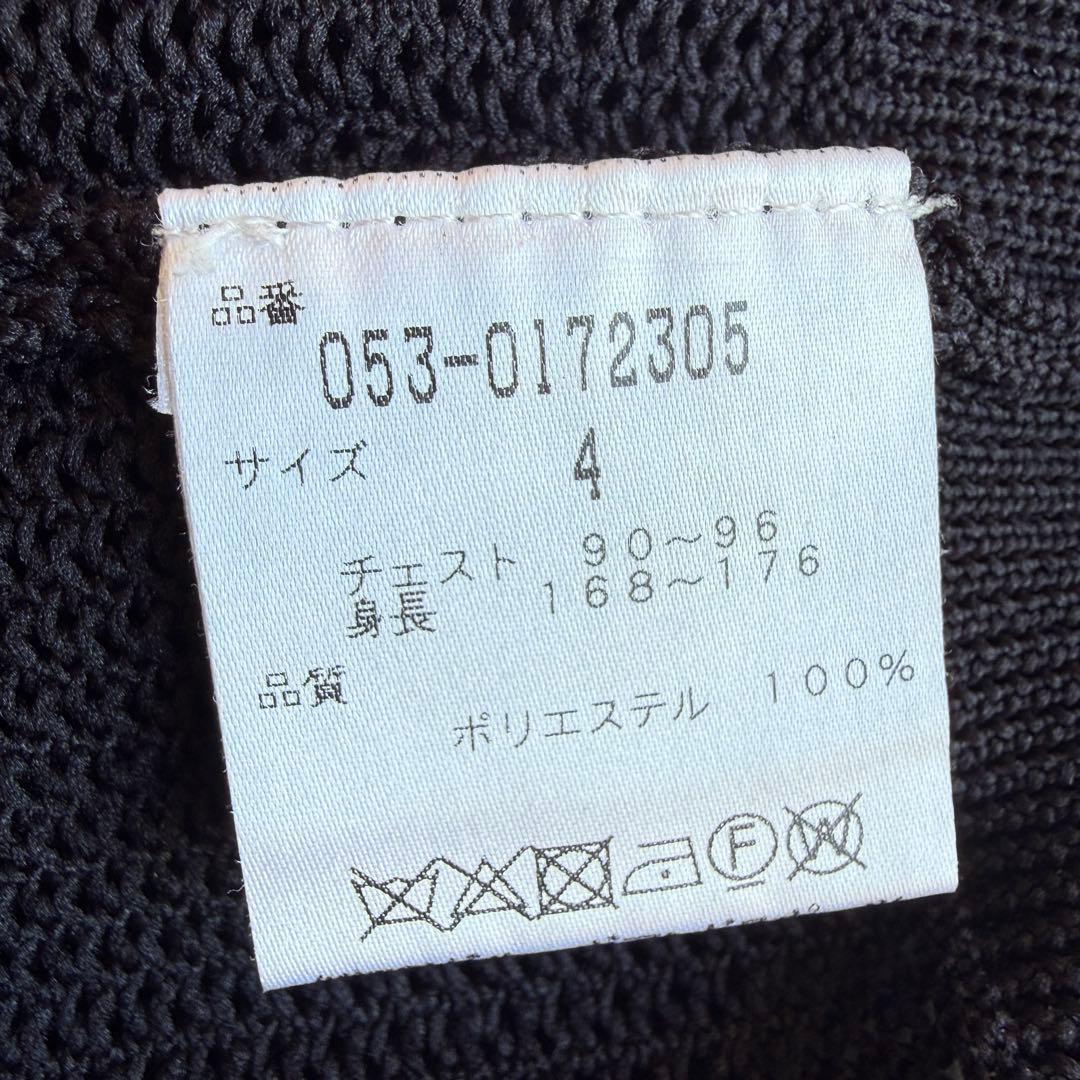 品番
053-0172305
サイズ 4
チェスト 90～96
身長 168～176
品質
ポリエステル 100%
F W